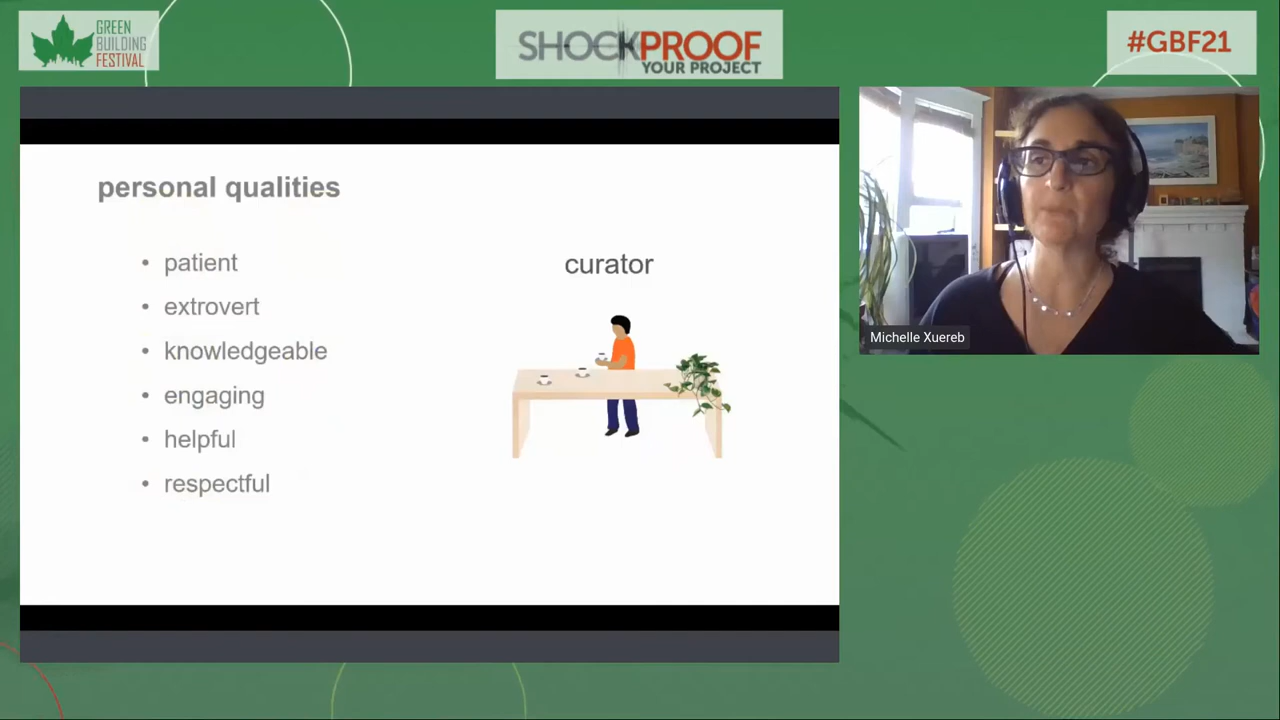 GREEN
BUILDING
FESTIVAL
SHOCKPROOF
YOUR PROJECT
#GBF21
personal qualities
• patient
• extrovert
• knowledgeable
• engaging
• helpful
• respectful
curator
Michelle Xuereb